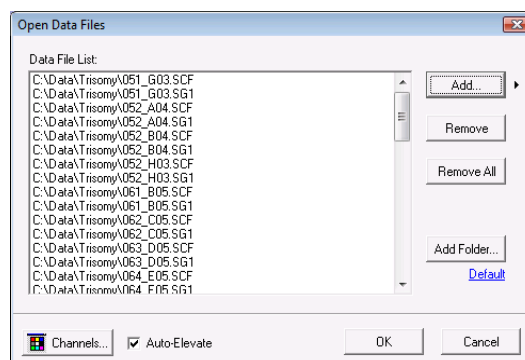 Open Data Files
Data File List:
C:\Data\Trisomy\051_G03.SCF
C:\Data\Trisomy\051_G03.SG1
C:\Data\Trisomy\052_A04.SCF
C:\Data\Trisomy\052_A04.SG1
C:\Data\Trisomy\052_B04.SCF
C:\Data\Trisomy\052_B04.SG1
C:\Data\Trisomy\052_H03.SCF
C:\Data\Trisomy\052_H03.SG1
C:\Data\Trisomy\061_B05.SCF
C:\Data\Trisomy\061_B05.SG1
C:\Data\Trisomy\062_C05.SCF
C:\Data\Trisomy\062_C05.SG1
C:\Data\Trisomy\063_D05.SCF
C:\Data\Trisomy\063_D05.SG1
C:\Data\Trisomy\064_E05.SCF
C:\Data\Trisomy\064_E05.SG1
Add...
Remove
Remove All
Add Folder...
Default
Channels...
Auto-Elevate
OK
Cancel